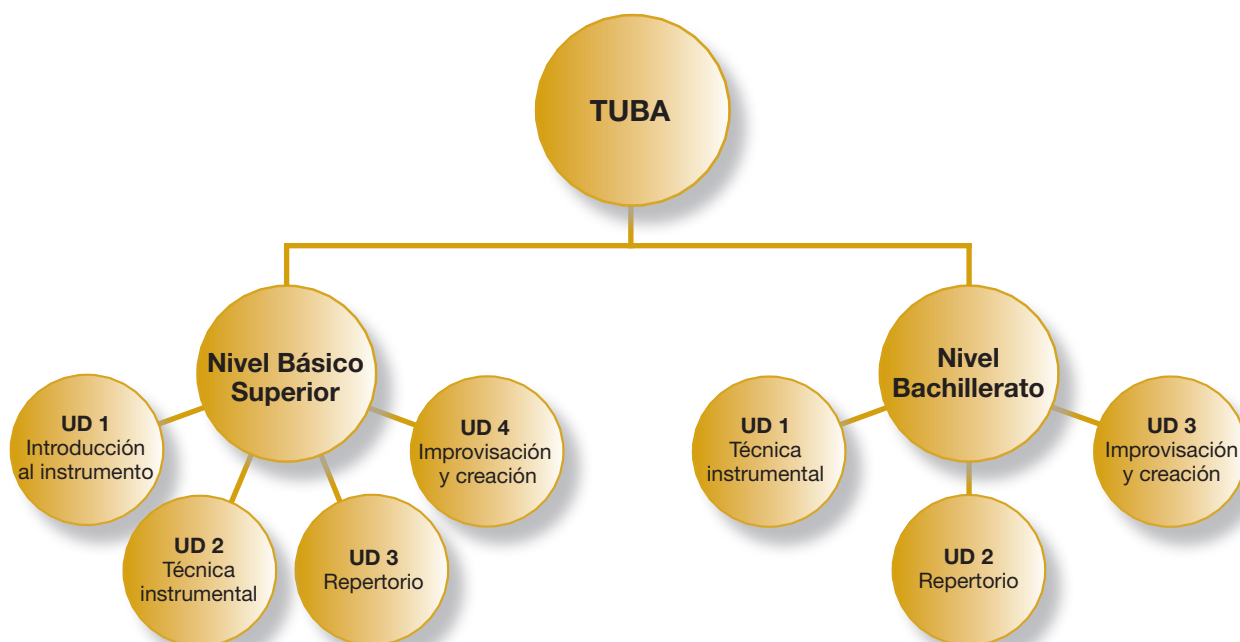 TUBA
Nivel Básico
Superior
UD 1
Introducción
al instrumento
UD 2
Técnica
instrumental
UD 3
Repertorio
UD 4
Improvisación
y creación
Nivel
Bachillerato
UD 1
Técnica
instrumental
UD 2
Repertorio
UD 3
Improvisación
y creación